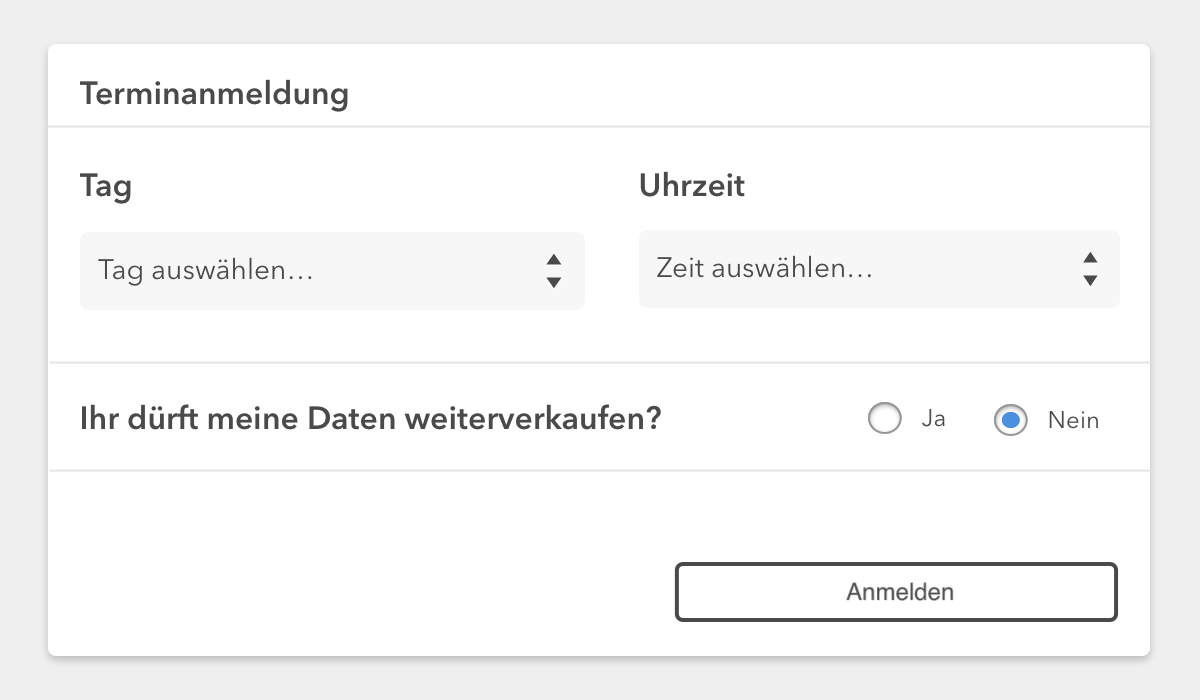 Terminanmeldung
Tag
Uhrzeit
Tag auswählen...
Zeit auswählen...
Ihr dürft meine Daten weiterverkaufen?
Ja
Nein
Anmelden